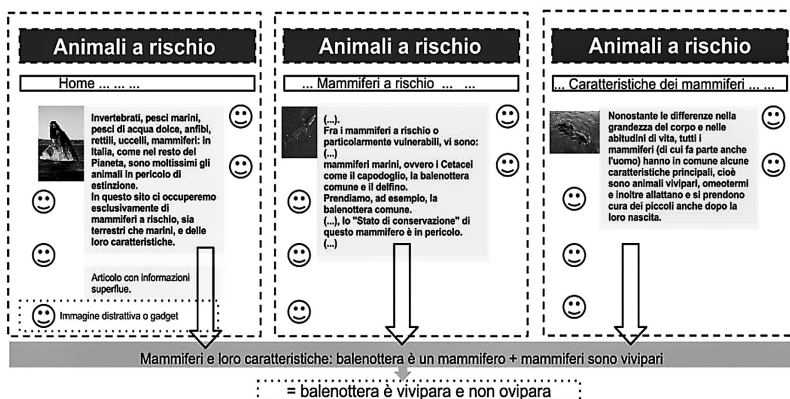 Animali a rischio
Home ... ... ...
Invertebrati, pesci marini,
pesci di acqua dolce, anfibi,
rettili, uccelli, mammiferi: in
Italia, come nel resto del
Pianeta, sono moltissimi gli
animali in pericolo di
estinzione.
In questo sito ci occuperemo
esclusivamente di
mammiferi a rischio, sia
terrestri che marini, e delle
loro caratteristiche.
Articolo con informazioni
superflue.
Immagine distrattiva o gadget
Animali a rischio
... Mammiferi a rischio ... ...
(...).
Fra i mammiferi a rischio o
particolarmente vulnerabili, vi sono:
(...)
mammiferi marini, ovvero i Cetacei
come il capodoglio, la balenottera
comune e il delfino.
Prendiamo, ad esempio, la
balenottera comune.
(...), lo "Stato di conservazione" di
questo mammifero è in pericolo.
(...)
Animali a rischio
... Caratteristiche dei mammiferi ... ...
Nonostante le differenze nella
grandezza del corpo e nelle
abitudini di vita, tutti i
mammiferi (di cui fa parte anche
l'uomo) hanno in comune alcune
caratteristiche principali, cioè
sono animali vivipari, omeotermi
e inoltre allattano e si prendono
cura dei piccoli anche dopo la
loro nascita.
Mammiferi e loro caratteristiche: balenottera è un mammifero + mammiferi sono vivipari
= balenottera è vivipara e non ovipara